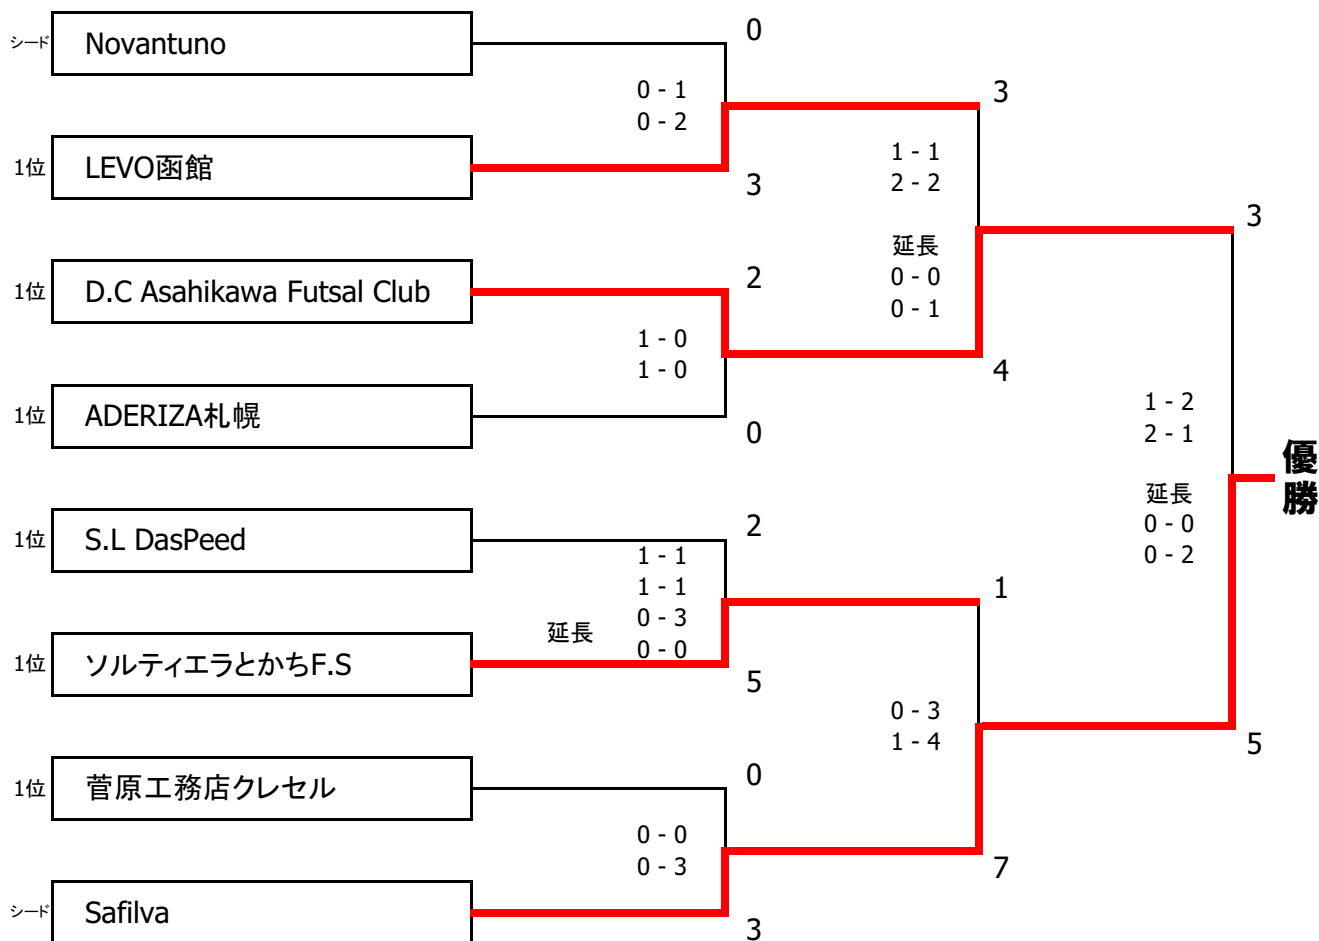 シード Novantuno
0
0 - 1
0 - 2
3
1位 LEVO函館
3
1 - 1
2 - 2
延長
0 - 0
0 - 1
3
1位 D.C Asahikawa Futsal Club
2
1 - 0
1 - 0
4
1位 ADERIZA札幌
0
1 - 2
2 - 1
延長
0 - 0
0 - 2
優勝
1位 S.L DasPeed
2
1 - 1
1 - 1
延長
0 - 3
0 - 0
1
1位 ソルティエラとかちF.S
5
0 - 3
1 - 4
5
1位 菅原工務店クレセル
0
0 - 0
0 - 3
7
シード Safilva
3